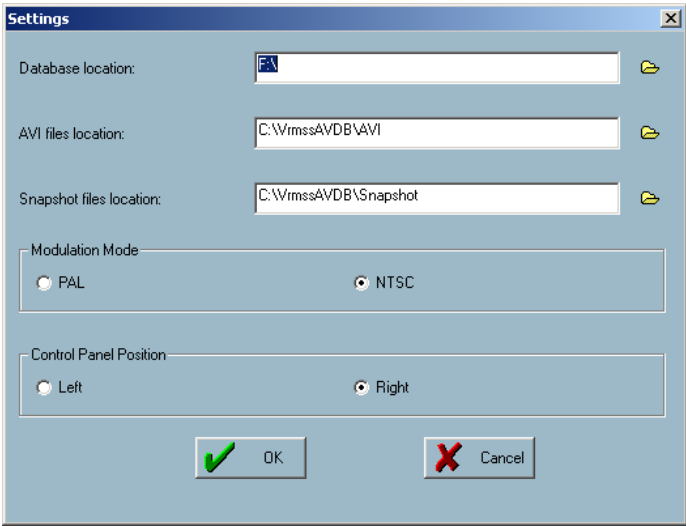 Settings
Database location: F:\
AVI files location: C:\VrmssAVDB\AVI
Snapshot files location: C:\VrmssAVDB\Snapshot
Modulation Mode
PAL NTSC
Control Panel Position
Left Right
OK Cancel